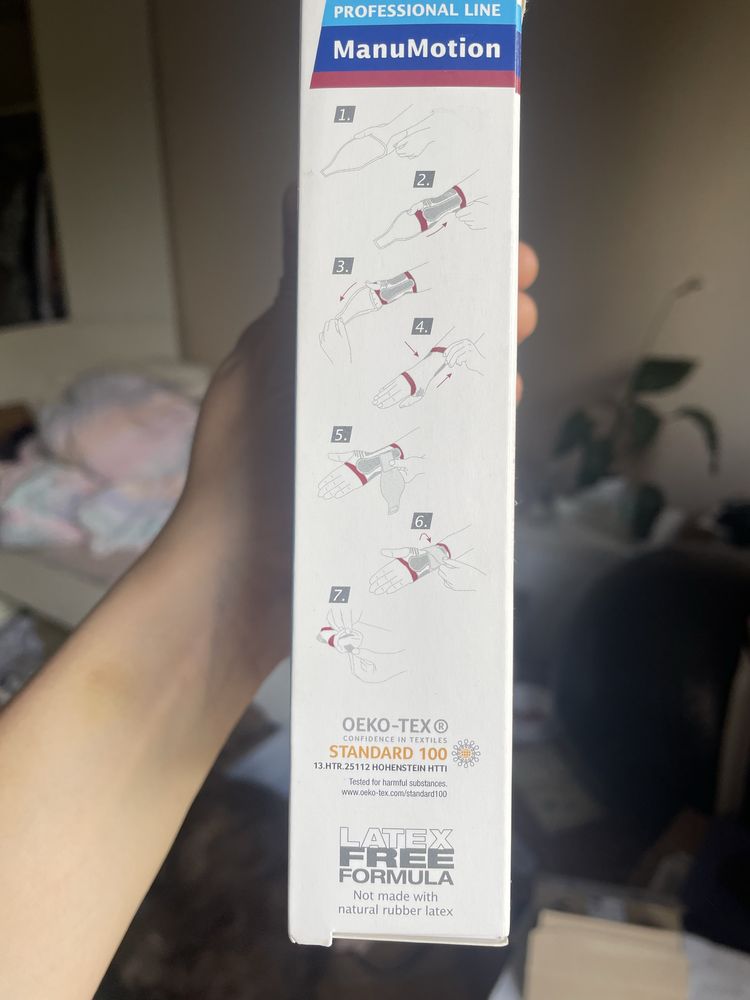 PROFESSIONAL LINE
ManuMotion
1.
2.
3.
4.
5.
6.
7.
OEKO-TEX®
CONFIDENCE IN TEXTILES
STANDARD 100
13.HTR.25112 HOHENSTEIN HTTI
Tested for harmful substances.
www.oeko-tex.com/standard100
LATEX
FREE
FORMULA
Not made with
natural rubber latex